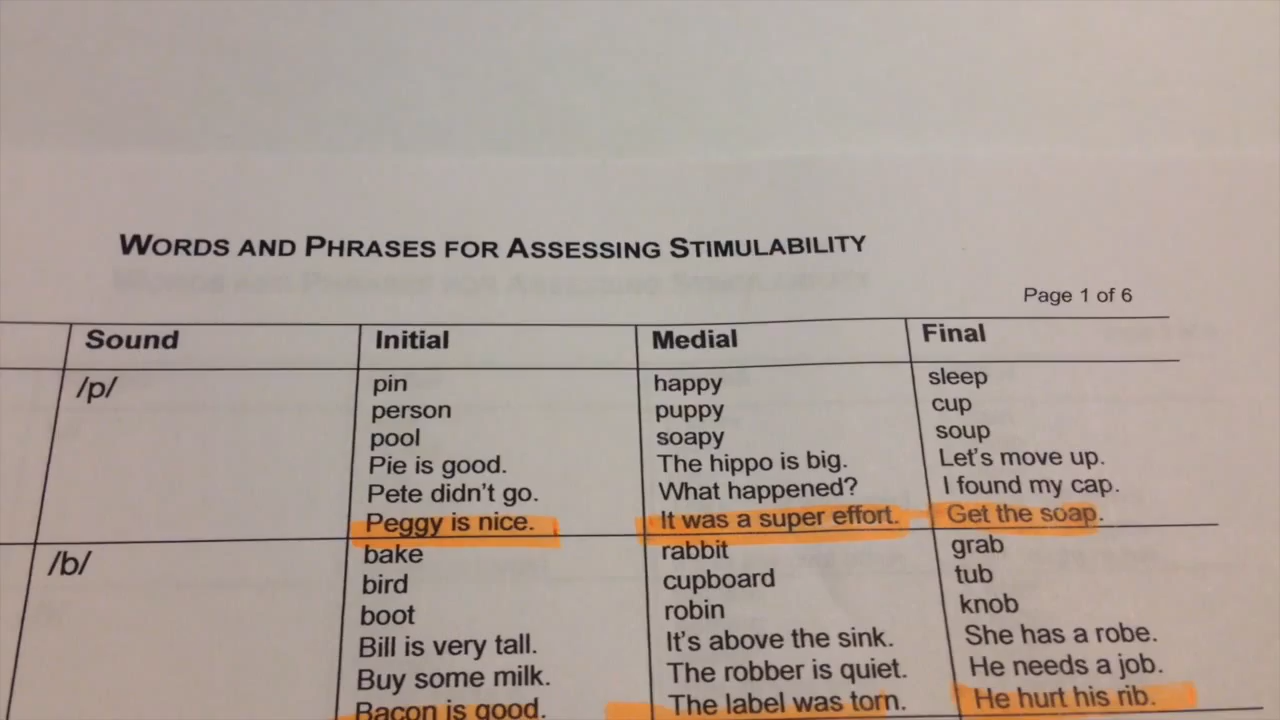 WORDS AND PHRASES FOR ASSESSING STIMULABILITY
Page 1 of 6
Sound Initial Medial Final
/p/ pin happy sleep
person puppy cup
pool soapy soup
Pie is good. The hippo is big. Let's move up.
Pete didn't go. What happened? I found my cap.
Peggy is nice. It was a super effort. Get the soap.
/b/ bake rabbit grab
bird cupboard tub
boot robin knob
Bill is very tall. It's above the sink. She has a robe.
Buy some milk. The robber is quiet. He needs a job.
Bacon is good. The label was torn. He hurt his rib.